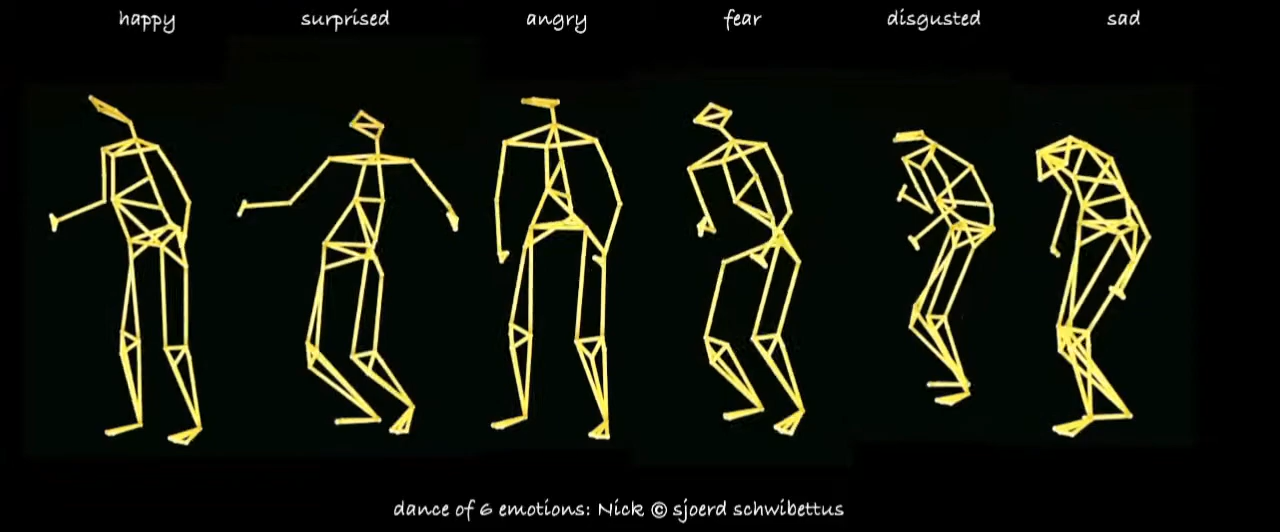 happy surprised angry fear disgusted sad
dance of 6 emotions: Nick © sjoerd schwibettus